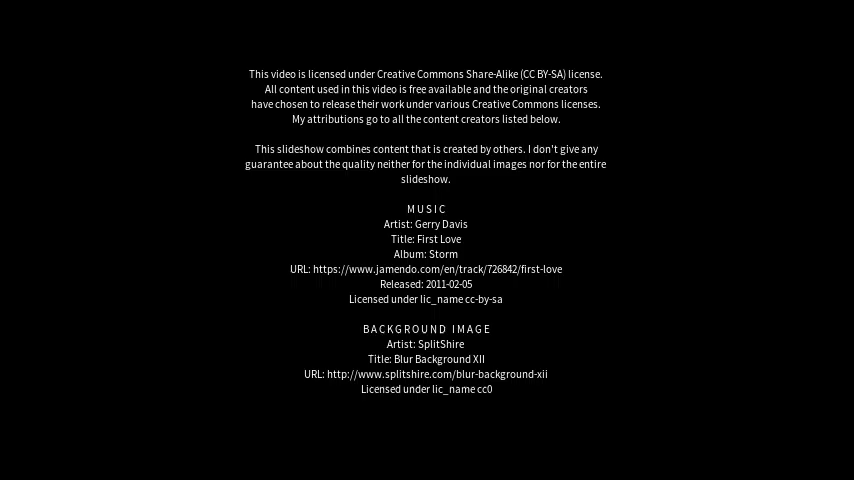 This video is licensed under Creative Commons Share-Alike (CC BY-SA) license.
All content used in this video is free available and the original creators
have chosen to release their work under various Creative Commons licenses.
My attributions go to all the content creators listed below.
This slideshow combines content that is created by others. I don't give any
guarantee about the quality neither for the individual images nor for the entire
slideshow.
MUSIC
Artist: Gerry Davis
Title: First Love
Album: Storm
URL: https://www.jamendo.com/en/track/726842/first-love
Released: 2011-02-05
Licensed under lic_name cc-by-sa
BACKGROUND IMAGE
Artist: SplitShire
Title: Blur Background XII
URL: http://www.splitshire.com/blur-background-xii
Licensed under lic_name cc0